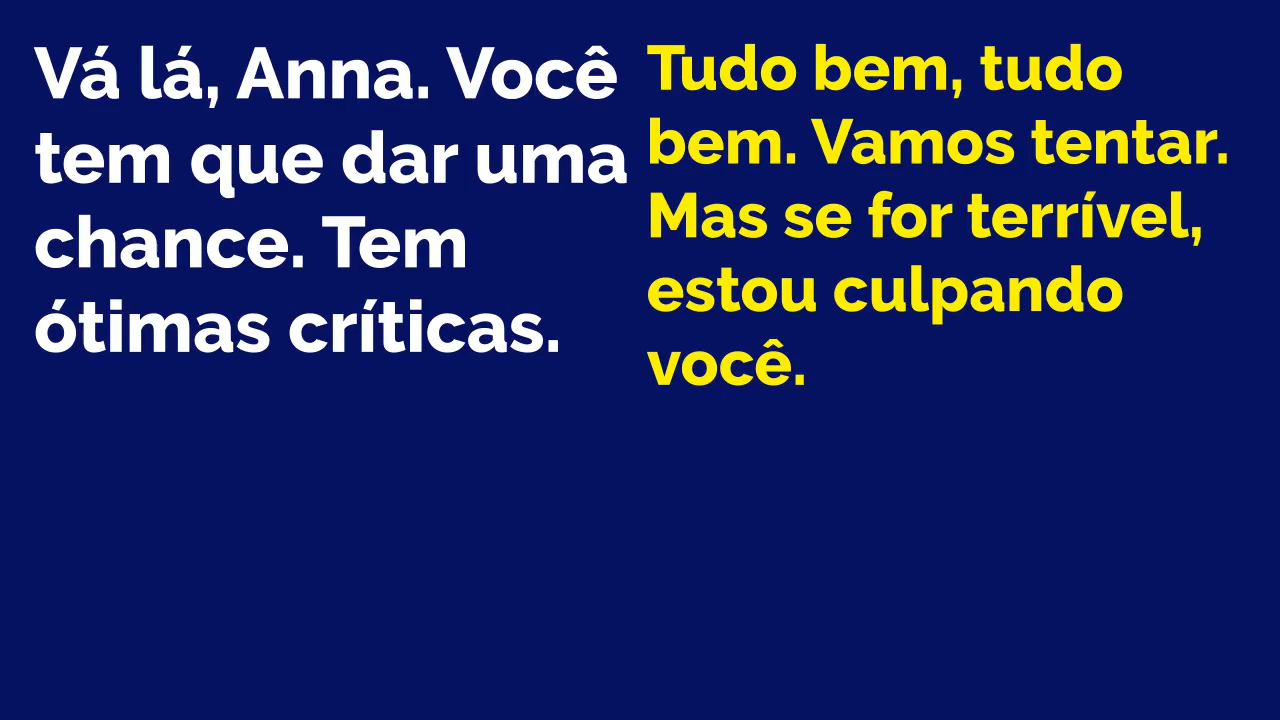 Vá lá, Anna. Você
tem que dar uma
chance. Tem
ótimas críticas.
Tudo bem, tudo
bem. Vamos tentar.
Mas se for terrível,
estou culpando
você.